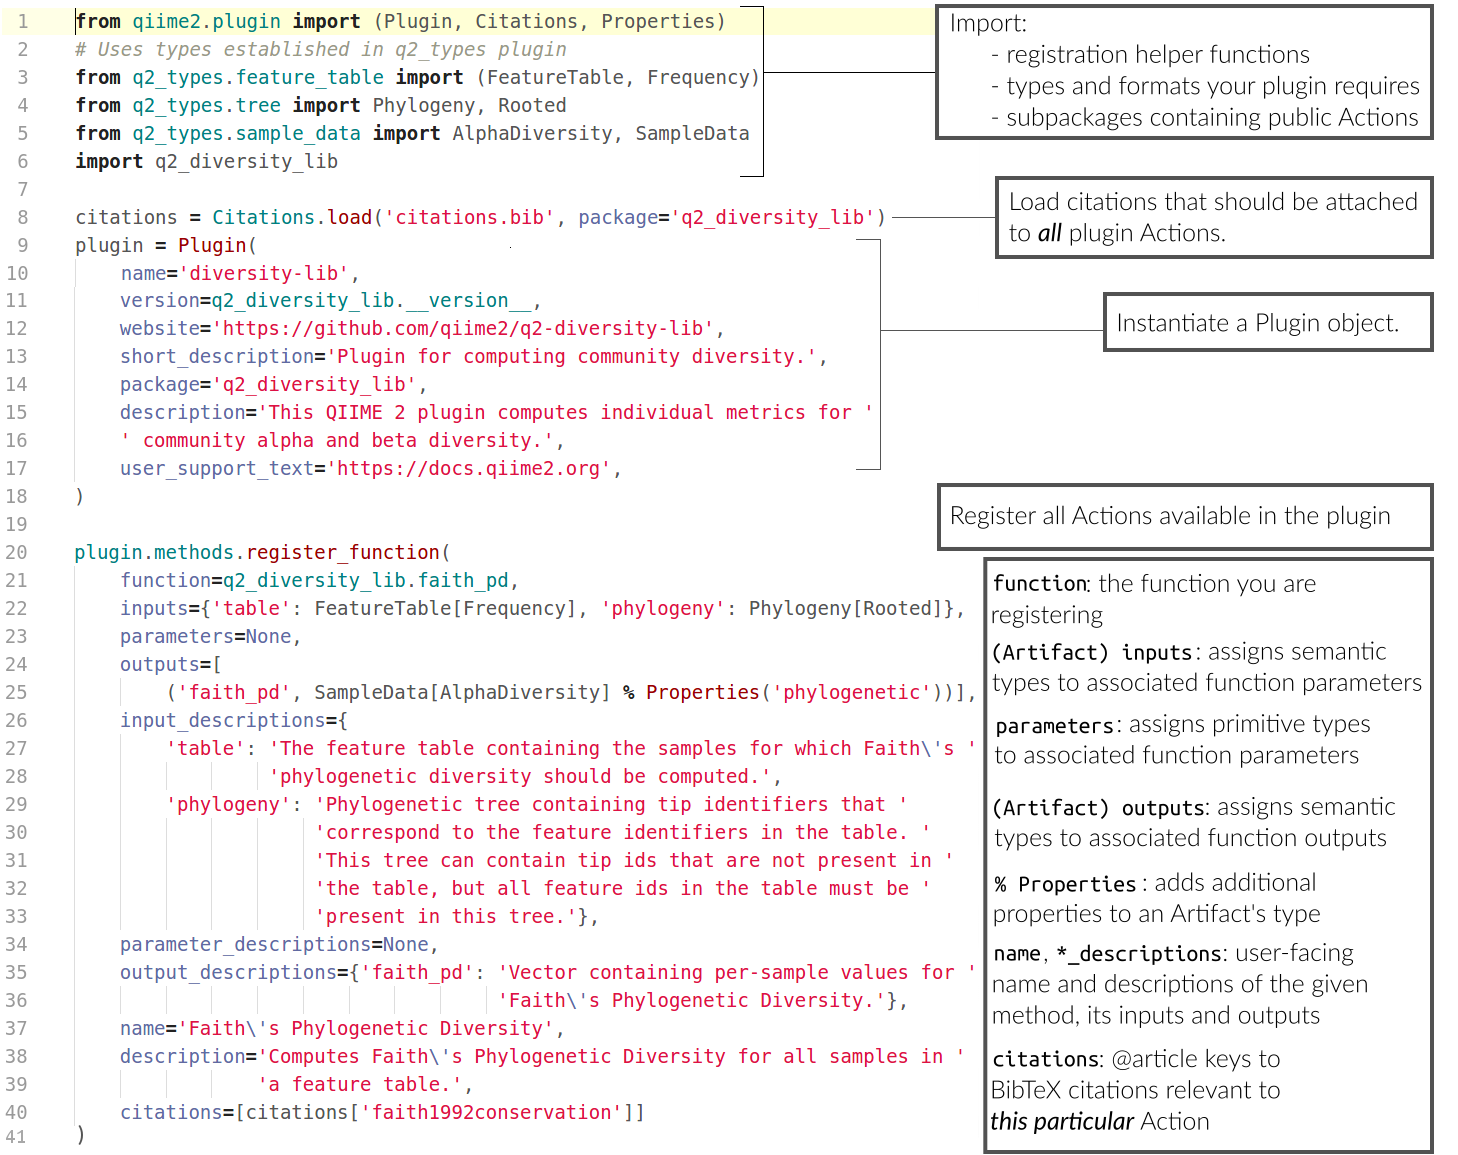 1 from qiime2.plugin import (Plugin, Citations, Properties)
2 # Uses types established in q2_types plugin
3 from q2_types.feature_table import (FeatureTable, Frequency)
4 from q2_types.tree import Phylogeny, Rooted
5 from q2_types.sample_data import AlphaDiversity, SampleData
6 import q2_diversity_lib
7
8 citations = Citations.load('citations.bib', package='q2_diversity_lib')
9 plugin = Plugin(
10 name='diversity-lib',
11 version=q2_diversity_lib.__version__,
12 website='https://github.com/qiime2/q2-diversity-lib',
13 short_description='Plugin for computing community diversity.',
14 package='q2_diversity_lib',
15 description='This QIIME 2 plugin computes individual metrics for '
16 ' community alpha and beta diversity.',
17 user_support_text='https://docs.qiime2.org',
18 )
19
20 plugin.methods.register_function(
21 function=q2_diversity_lib.faith_pd,
22 inputs={'table': FeatureTable[Frequency], 'phylogeny': Phylogeny[Rooted]},
23 parameters=None,
24 outputs=[
25 ('faith_pd', SampleData[AlphaDiversity] % Properties('phylogenetic'))],
26 input_descriptions={
27 'table': 'The feature table containing the samples for which Faith\'s '
28 'phylogenetic diversity should be computed.',
29 'phylogeny': 'Phylogenetic tree containing tip identifiers that '
30 'correspond to the feature identifiers in the table. '
31 'This tree can contain tip ids that are not present in '
32 'the table, but all feature ids in the table must be '
33 'present in this tree.'},
34 parameter_descriptions=None,
35 output_descriptions={'faith_pd': 'Vector containing per-sample values for '
36 'Faith\'s Phylogenetic Diversity.'},
37 name='Faith\'s Phylogenetic Diversity',
38 description='Computes Faith\'s Phylogenetic Diversity for all samples in '
39 'a feature table.',
40 citations=[citations['faith1992conservation']]
41 )
Import:
- registration helper functions
- types and formats your plugin requires
- subpackages containing public Actions
Load citations that should be attached
to all plugin Actions.
Instantiate a Plugin object.
Register all Actions available in the plugin
function: the function you are
registering
(Artifact) inputs: assigns semantic
types to associated function parameters
parameters: assigns primitive types
to associated function parameters
(Artifact) outputs: assigns semantic
types to associated function outputs
% Properties : adds additional
properties to an Artifact's type
name, *_descriptions: user-facing
name and descriptions of the given
method, its inputs and outputs
citations: @article keys to
BibTeX citations relevant to
this particular Action